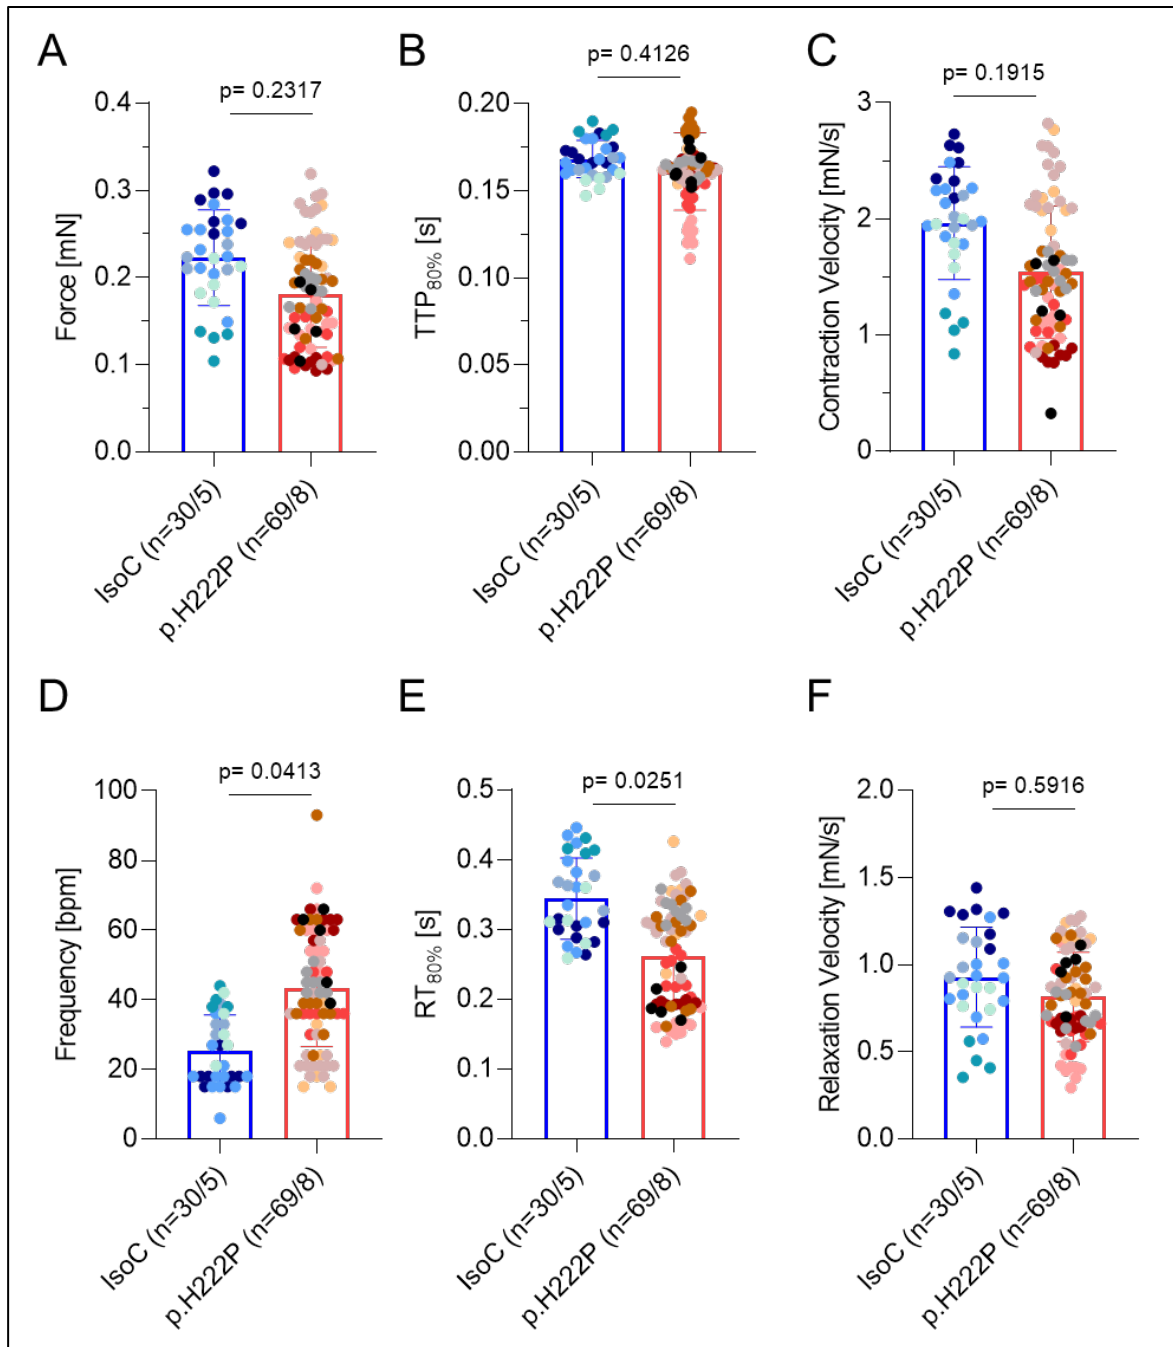 A
p= 0.2317
Force [mN]
0.4
0.3
0.2
0.1
0.0
IsoC (n=30/5)
p.H222P (n=69/8)
B
p= 0.4126
TTP80% [s]
0.20
0.15
0.10
0.05
0.00
IsoC (n=30/5)
p.H222P (n=69/8)
C
p= 0.1915
Contraction Velocity [mN/s]
3
2
1
0
IsoC (n=30/5)
p.H222P (n=69/8)
D
p= 0.0413
Frequency [bpm]
100
80
60
40
20
0
IsoC (n=30/5)
p.H222P (n=69/8)
E
p= 0.0251
RT80% [s]
0.5
0.4
0.3
0.2
0.1
0.0
IsoC (n=30/5)
p.H222P (n=69/8)
F
p= 0.5916
Relaxation Velocity [mN/s]
2.0
1.5
1.0
0.5
0.0
IsoC (n=30/5)
p.H222P (n=69/8)